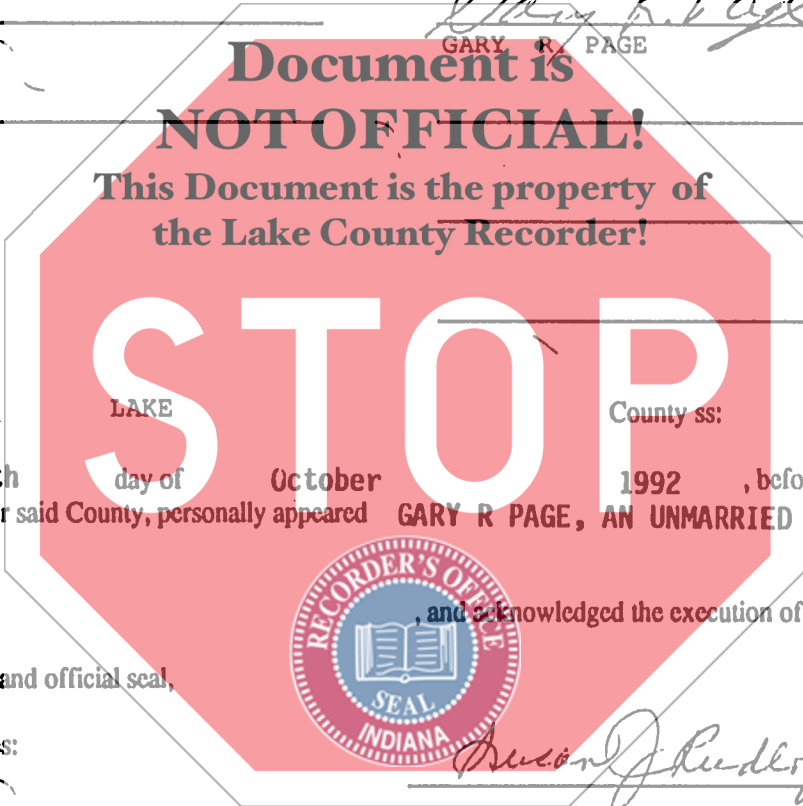 GARY R. PAGE
Document is
NOT OFFICIAL!
This Document is the property of
the Lake County Recorder!
STOP
LAKE County ss:
h day of October 1992 , befo
r said County, personally appeared GARY R PAGE, AN UNMARRIED
, and acknowledged the execution of
RECORDER'S OFFICE
SEAL
INDIANA
and official seal,
s:
Susan J.